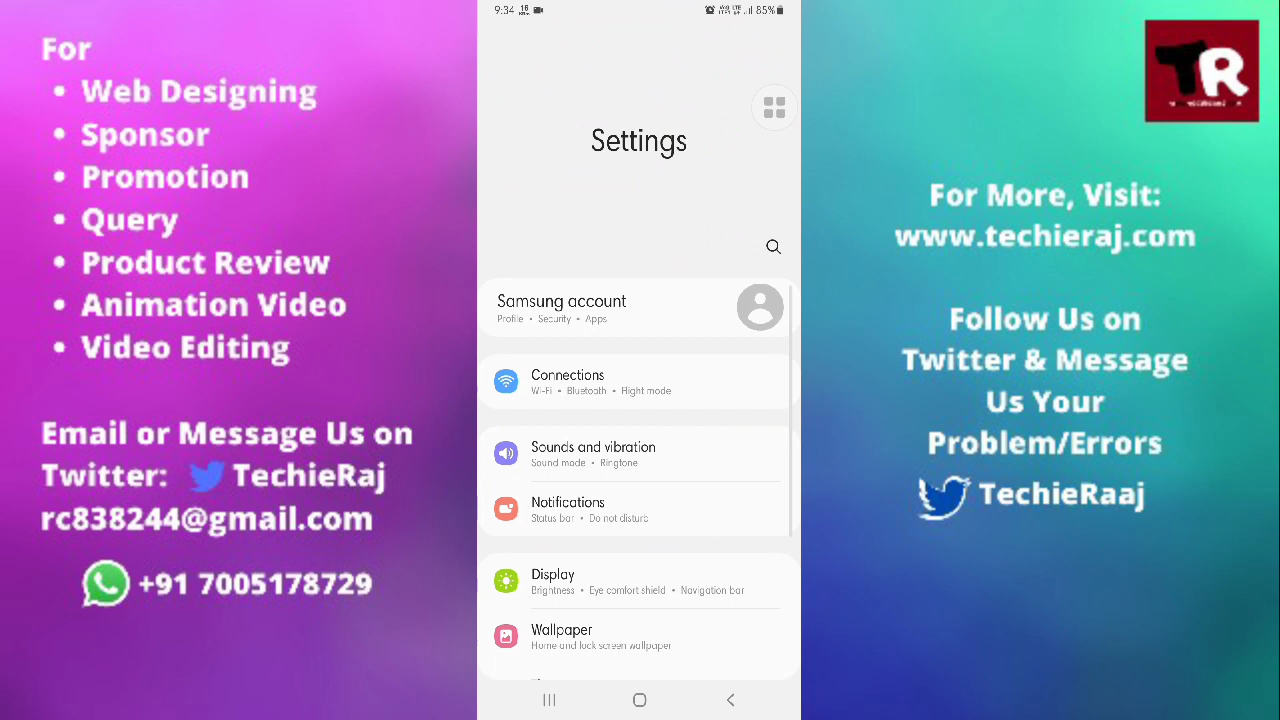 For
• Web Designing
• Sponsor
• Promotion
• Query
• Product Review
• Animation Video
• Video Editing
Email or Message Us on
Twitter: TechieRaj
rc838244@gmail.com
+91 7005178729
9:34
85%
Settings
Samsung account
Profile • Security • Apps
Connections
Wi-Fi • Bluetooth • Flight mode
Sounds and vibration
Sound mode • Ringtone
Notifications
Status bar • Do not disturb
Display
Brightness • Eye comfort shield • Navigation bar
Wallpaper
Home and lock screen wallpaper
TR
For More, Visit:
www.techieraj.com
Follow Us on
Twitter & Message
Us Your
Problem/Errors
TechieRaaj